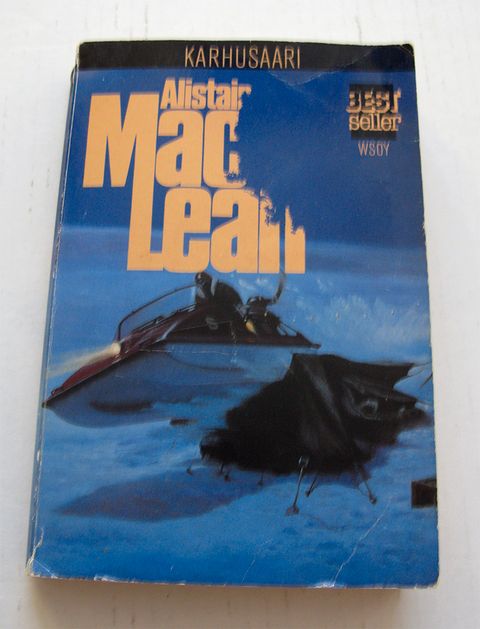 KARHUSAARI
Alistair
Mac
Lean
BEST
seller
WSOY